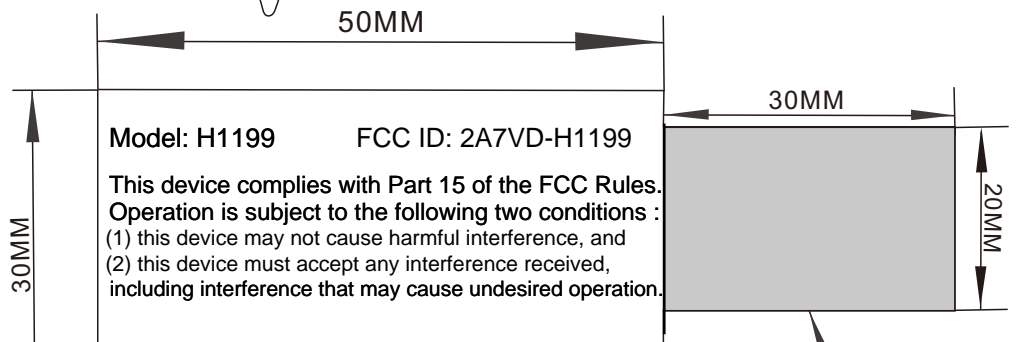 50MM
30MM
Model: H1199 FCC ID: 2A7VD-H1199
This device complies with Part 15 of the FCC Rules.
Operation is subject to the following two conditions :
(1) this device may not cause harmful interference, and
(2) this device must accept any interference received,
including interference that may cause undesired operation.
30MM
20MM